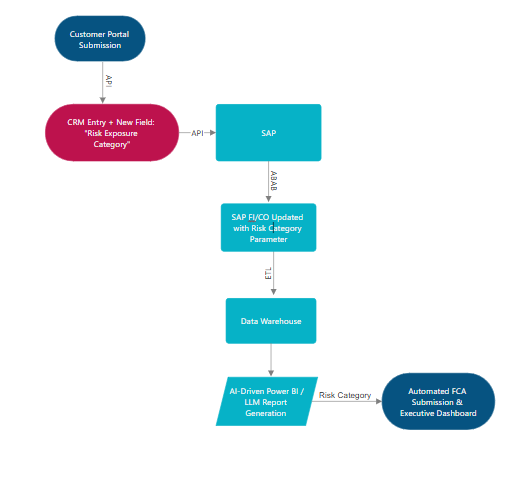 Customer Portal
Submission
API
CRM Entry + New Field:
"Risk Exposure
Category"
API
SAP
ABAB
SAP FI/CO Updated
with Risk Category
Parameter
ETL
Data Warehouse
AI-Driven Power BI /
LLM Report
Generation
Risk Category
Automated FCA
Submission &
Executive Dashboard